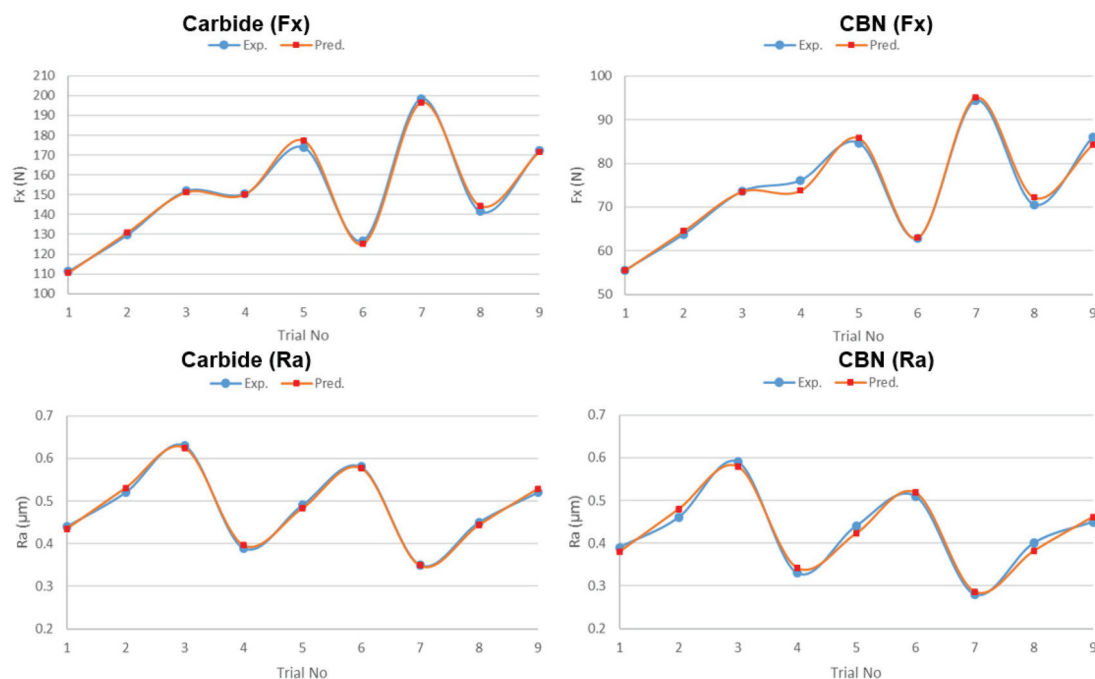 Carbide (Fx)
Exp. Pred.
Fx (N)
210
200
190
180
170
160
150
140
130
120
110
100
1 2 3 4 5 6 7 8 9
Trial No
CBN (Fx)
Exp. Pred.
Fx (N)
100
90
80
70
60
50
1 2 3 4 5 6 7 8 9
Trial No
Carbide (Ra)
Exp. Pred.
Ra (μm)
0.7
0.6
0.5
0.4
0.3
0.2
1 2 3 4 5 6 7 8 9
Trial No
CBN (Ra)
Exp. Pred.
Ra (μm)
0.7
0.6
0.5
0.4
0.3
0.2
1 2 3 4 5 6 7 8 9
Trial No